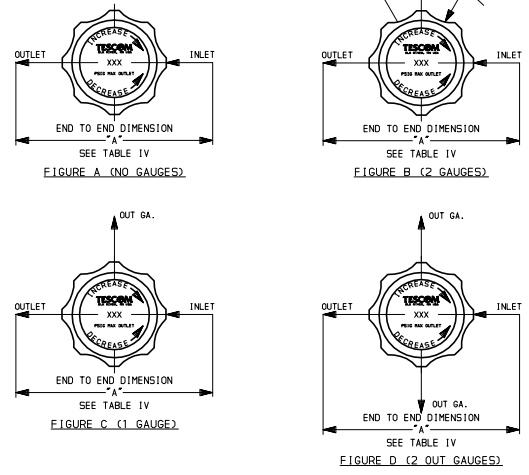 INCREASE
TESCOM
XXX
PSIG MAX OUTLET
DECREASE
OUTLET
INLET
END TO END DIMENSION
"A"
SEE TABLE IV
FIGURE A (NO GAUGES)
INCREASE
TESCOM
XXX
PSIG MAX OUTLET
DECREASE
OUTLET
INLET
END TO END DIMENSION
"A"
SEE TABLE IV
FIGURE B (2 GAUGES)
OUT GA.
INCREASE
TESCOM
XXX
PSIG MAX OUTLET
DECREASE
OUTLET
INLET
END TO END DIMENSION
"A"
SEE TABLE IV
FIGURE C (1 GAUGE)
OUT GA.
INCREASE
TESCOM
XXX
PSIG MAX OUTLET
DECREASE
OUTLET
INLET
OUT GA.
END TO END DIMENSION
"A"
SEE TABLE IV
FIGURE D (2 OUT GAUGES)